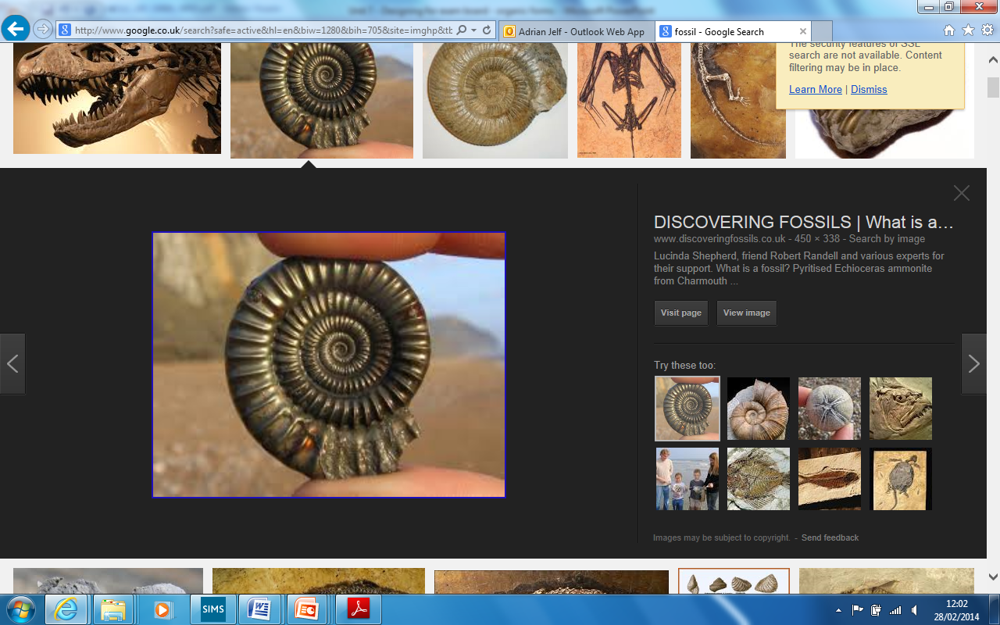 http://www.google.co.uk/search?safe=active&hl=en&biw=1280&bih=705&site=imghp&tb
Adrian Jelf - Outlook Web App
fossil - Google Search
The security features of SSL
search are not available. Content
filtering may be in place.
Learn More | Dismiss
DISCOVERING FOSSILS | What is a...
www.discoveringfossils.co.uk - 450 × 338 - Search by image
Lucinda Shepherd, friend Robert Randell and various experts for
their support. What is a fossil? Pyritised Echioceras ammonite
from Charmouth ...
Visit page
View image
Try these too:
Images may be subject to copyright. - Send feedback
SIMS
12:02
28/02/2014